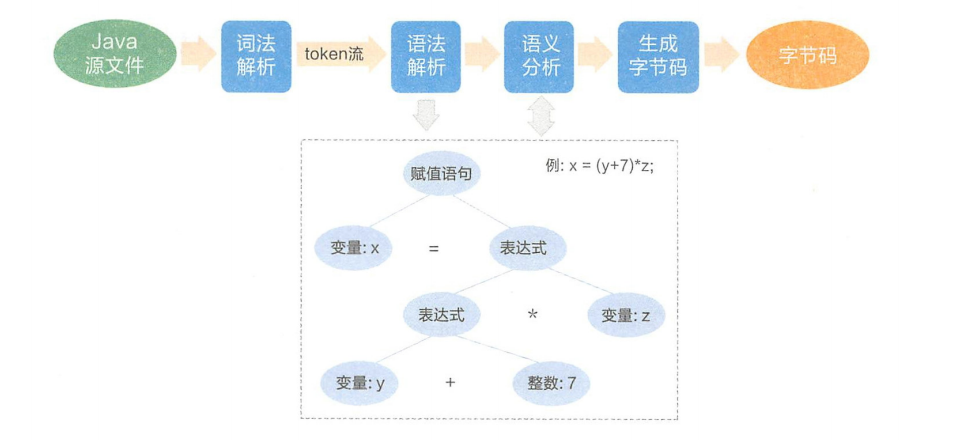 Java
源文件
词法
解析
token流
语法
解析
语义
分析
生成
字节码
字节码
例: x = (y+7)*z;
赋值语句
变量: x
=
表达式
表达式
*
变量: z
变量: y
+
整数: 7